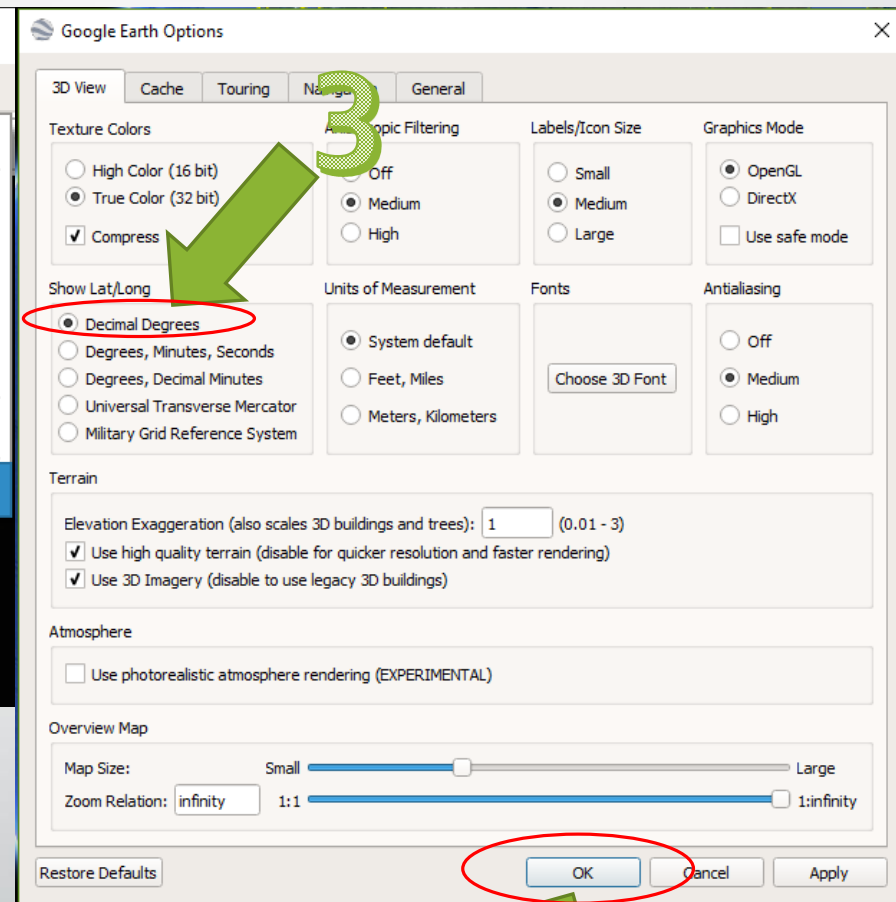 Google Earth Options
3D View Cache Touring General
3
Texture Colors Filtering Labels/Icon Size Graphics Mode
High Color (16 bit) Off Small OpenGL
True Color (32 bit) Medium Medium DirectX
Compress High Large Use safe mode
Show Lat/Long Units of Measurement Fonts Antialiasing
Decimal Degrees System default Off
Degrees, Minutes, Seconds
Degrees, Decimal Minutes Feet, Miles Choose 3D Font Medium
Universal Transverse Mercator Meters, Kilometers High
Military Grid Reference System
Terrain
Elevation Exaggeration (also scales 3D buildings and trees): 1 (0.01 - 3)
Use high quality terrain (disable for quicker resolution and faster rendering)
Use 3D Imagery (disable to use legacy 3D buildings)
Atmosphere
Use photorealistic atmosphere rendering (EXPERIMENTAL)
Overview Map
Map Size: Small Large
Zoom Relation: infinity 1:1 1:infinity
Restore Defaults OK Cancel Apply